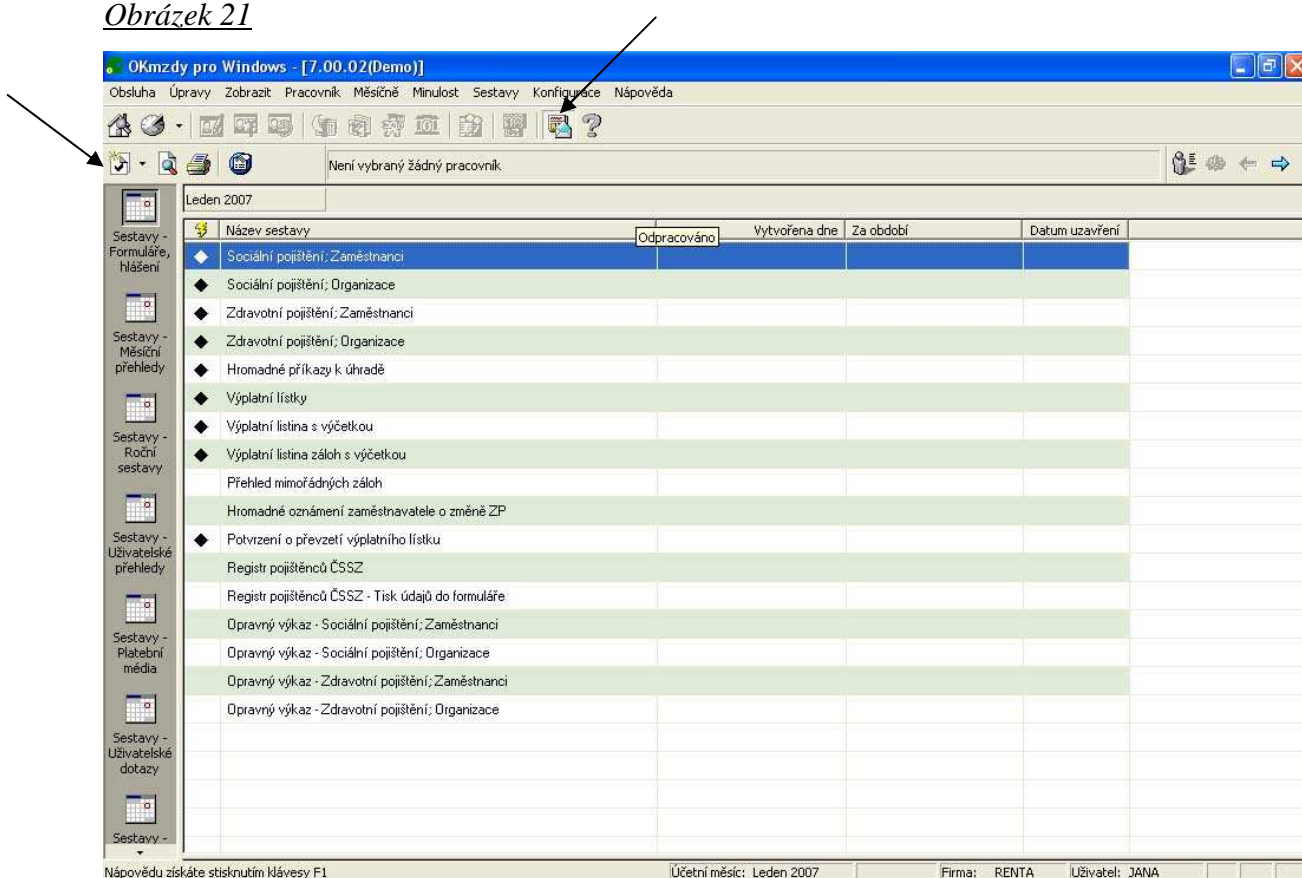 Obrázek 21
OKmzdy pro Windows - [7.00.02(Demo)]
Obsluha Úpravy Zobrazit Pracovník Měsíčně Minulost Sestavy Konfigurace Nápověda
Není vybraný žádný pracovník
Leden 2007
Název sestavy Odpracováno Vytvořena dne Za období Datum uzavření
Sociální pojištění; Zaměstnanci
Sociální pojištění; Organizace
Zdravotní pojištění; Zaměstnanci
Zdravotní pojištění; Organizace
Hromadné příkazy k úhradě
Výplatní lístky
Výplatní listina s výčetkou
Výplatní listina záloh s výčetkou
Přehled mimořádných záloh
Hromadné oznámení zaměstnavatele o změně ZP
Potvrzení o převzetí výplatního lístku
Registr pojištěnců ČSSZ
Registr pojištěnců ČSSZ - Tisk údajů do formuláře
Opravný výkaz - Sociální pojištění; Zaměstnanci
Opravný výkaz - Sociální pojištění; Organizace
Opravný výkaz - Zdravotní pojištění; Zaměstnanci
Opravný výkaz - Zdravotní pojištění; Organizace
Sestavy -
Formuláře,
hlášení
Sestavy -
Měsíční
přehledy
Sestavy -
Roční
sestavy
Sestavy -
Uživatelské
přehledy
Sestavy -
Platební
média
Sestavy -
Uživatelské
dotazy
Sestavy -
Nápovědu získáte stisknutím klávesy F1 Účetní měsíc: Leden 2007 Firma: RENTA Uživatel: JANA